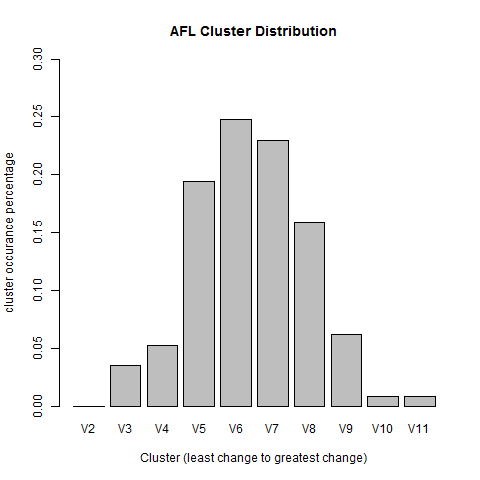 AFL Cluster Distribution
0.30
0.25
0.20
0.15
0.10
0.05
0.00
cluster occurance percentage
V2 V3 V4 V5 V6 V7 V8 V9 V10 V11
Cluster (least change to greatest change)